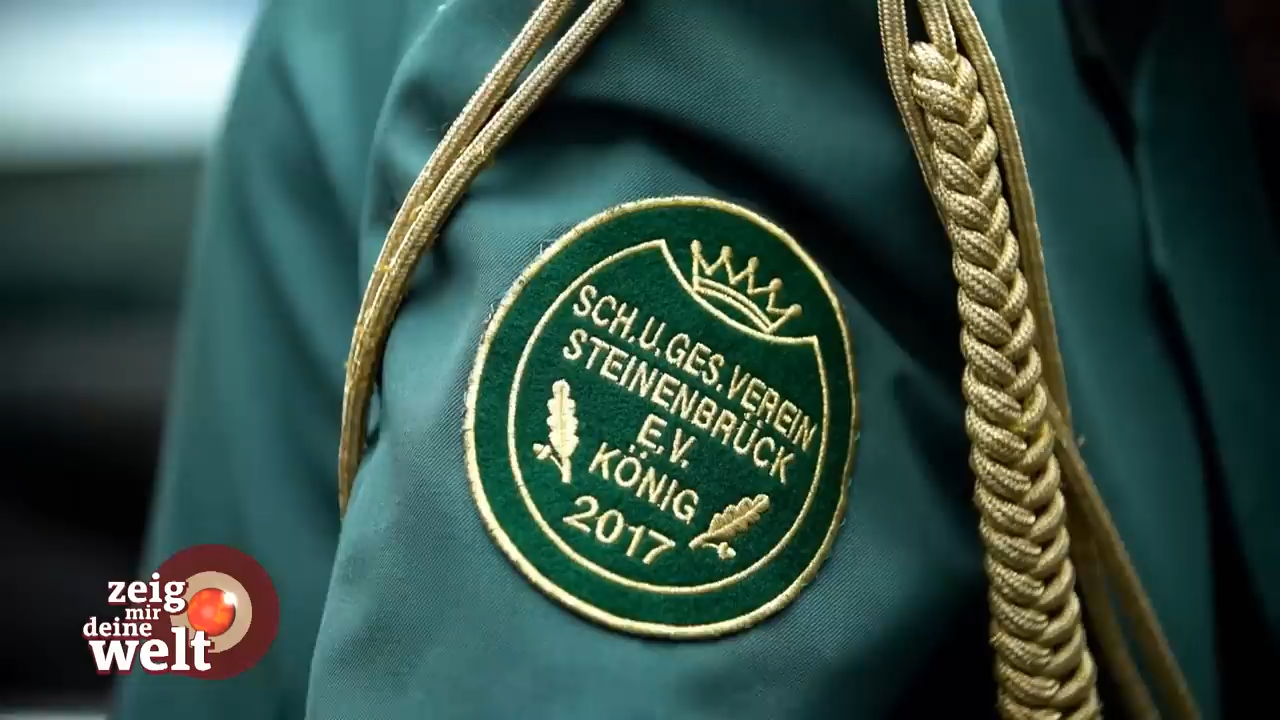 SCH.U.GES.VEREIN
STEINENBRÜCK
E.V.
KÖNIG
2017
zeig
mir
deine
welt